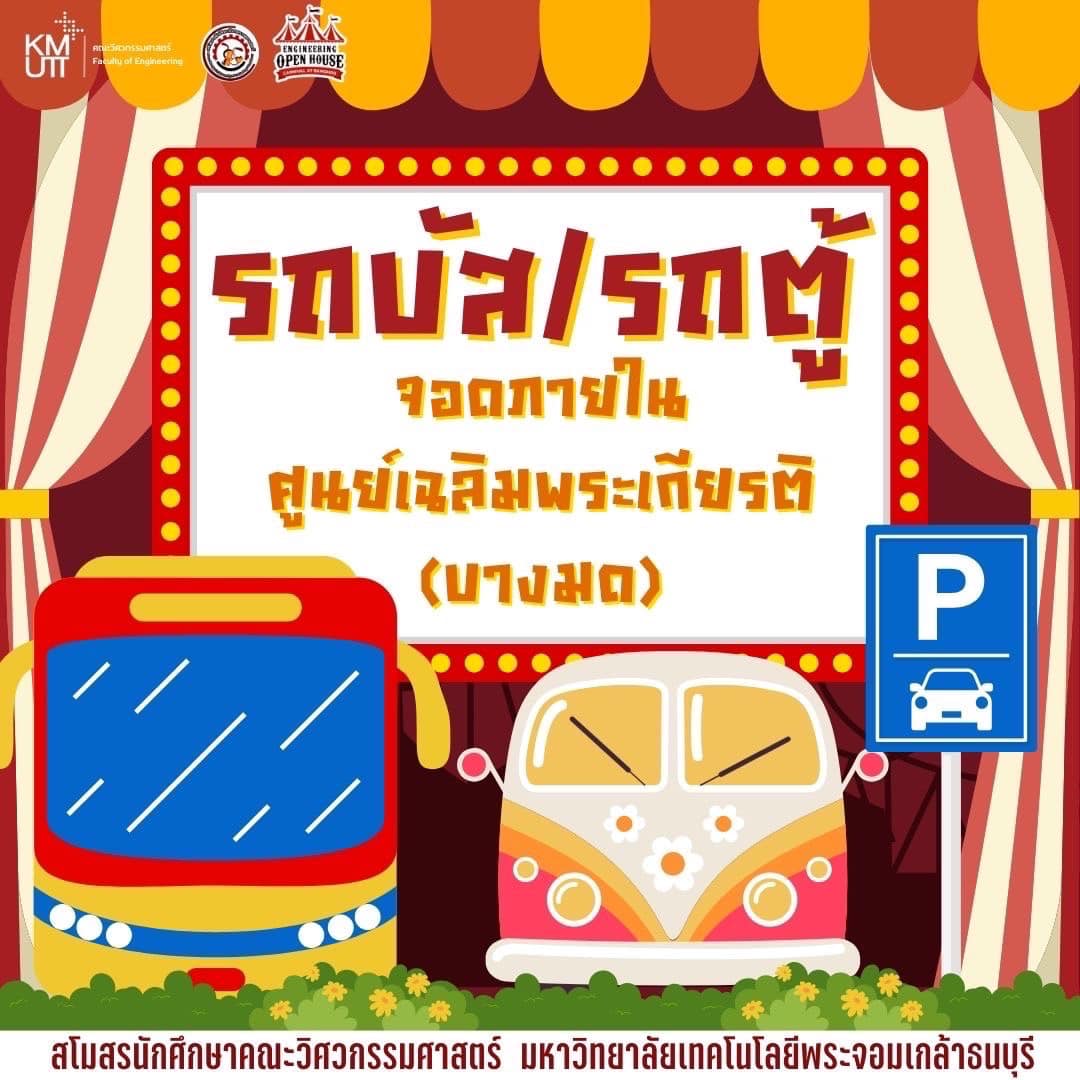 KM
UTT
คณะวิศวกรรมศาสตร์
Faculty of Engineering
ENGINEERING
OPEN HOUSE
CARNIVAL AT BANGMOD
รถบัส/รถตู้
จอดภายใน
ศูนย์เฉลิมพระเกียรติ
(บางมด)
P
สโมสรนักศึกษาคณะวิศวกรรมศาสตร์ มหาวิทยาลัยเทคโนโลยีพระจอมเกล้าธนบุรี